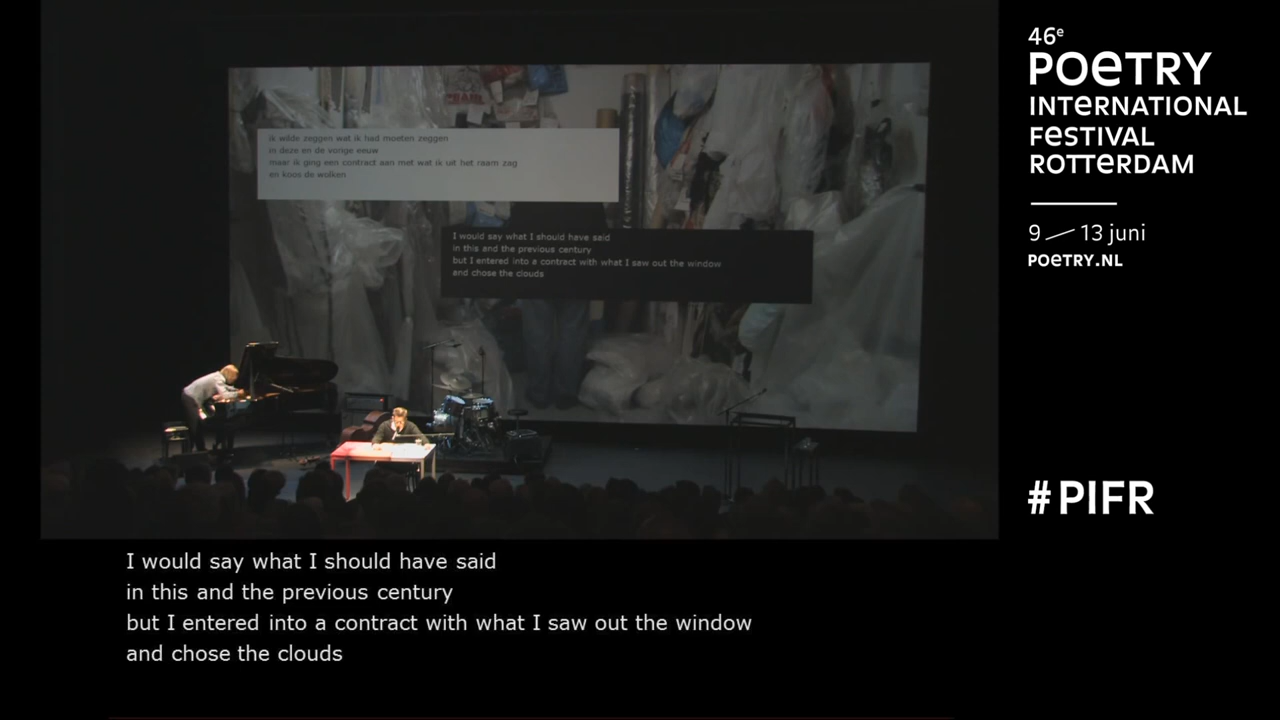 ik wilde zeggen wat ik had moeten zeggen
in deze en de vorige eeuw
maar ik ging een contract aan met wat ik uit het raam zag
en koos de wolken
I would say what I should have said
in this and the previous century
but I entered into a contract with what I saw out the window
and chose the clouds
46e
POETRY
INTERNATIONAL
FESTIVAL
ROTTERDAM
9 — 13 juni
POETRY.NL
#PIFR
I would say what I should have said
in this and the previous century
but I entered into a contract with what I saw out the window
and chose the clouds